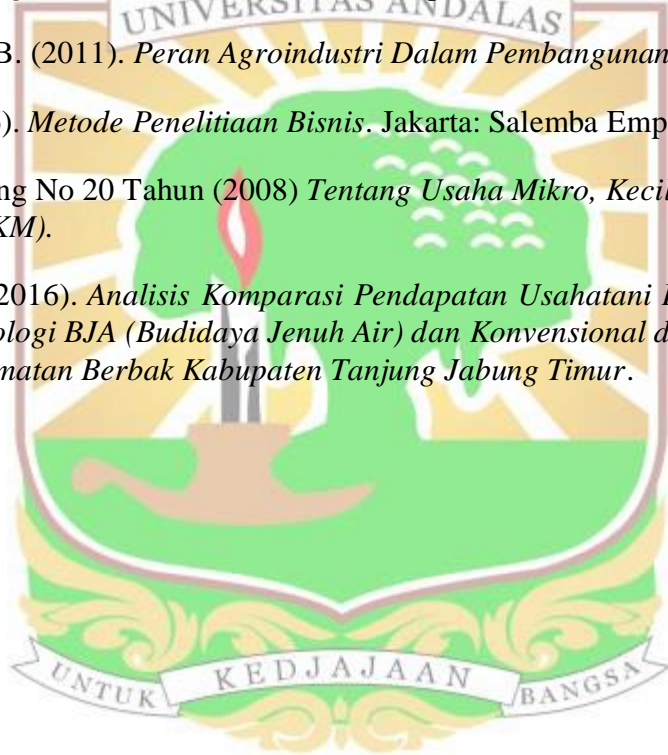 UNIVERSITAS ANDALAS
B. (2011). Peran Agroindustri Dalam Pembangunan
). Metode Penelitiaan Bisnis. Jakarta: Salemba Emp
ng No 20 Tahun (2008) Tentang Usaha Mikro, Kecil
KM).
2016). Analisis Komparasi Pendapatan Usahatani
ologi BJA (Budidaya Jenuh Air) dan Konvensional d
matan Berbak Kabupaten Tanjung Jabung Timur.
UNTUK KEDJAJAAN BANGSA